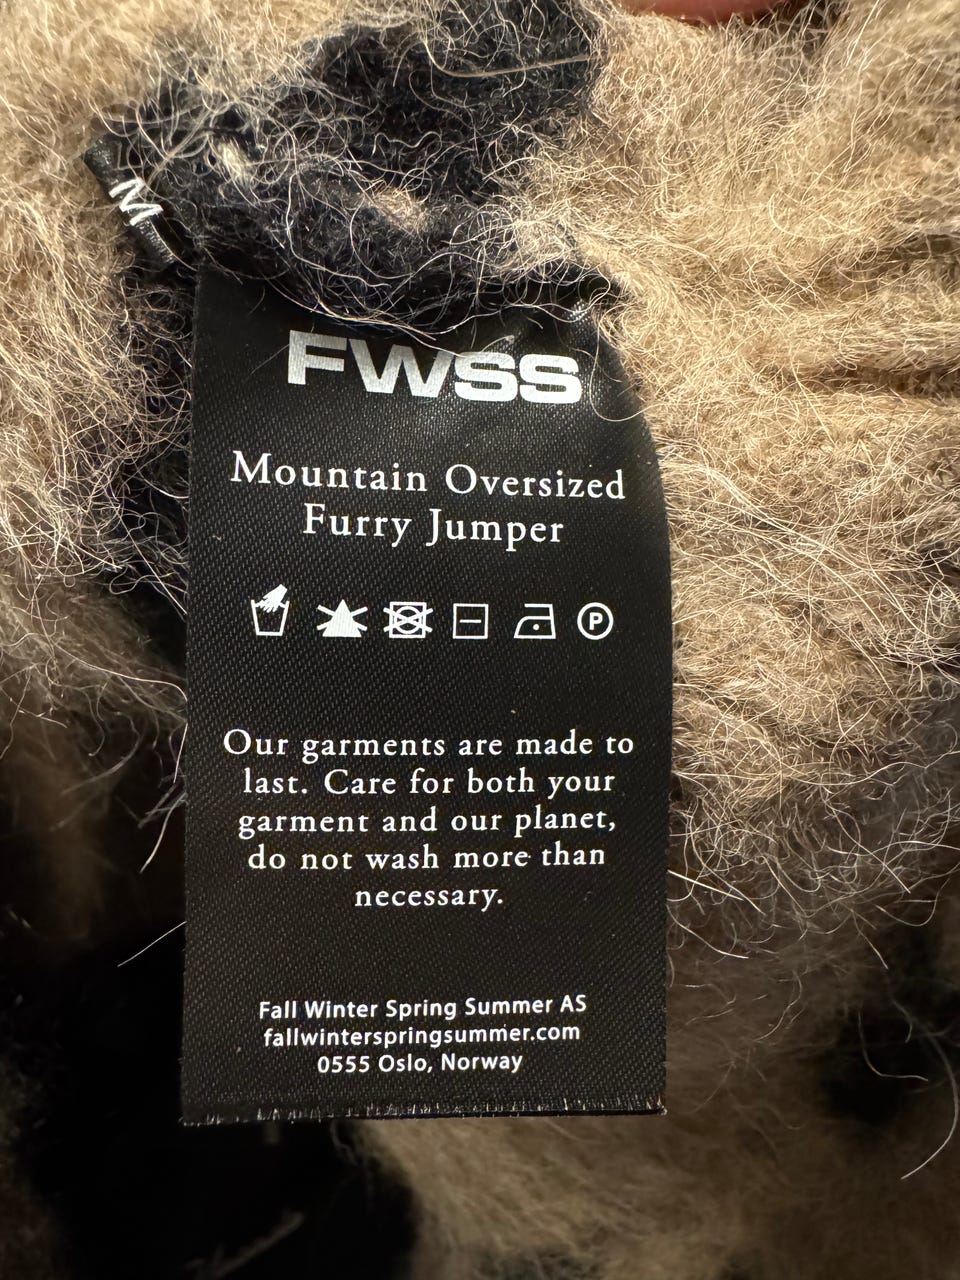 M
FWSS
Mountain Oversized
Furry Jumper
P
Our garments are made to
last. Care for both your
garment and our planet,
do not wash more than
necessary.
Fall Winter Spring Summer AS
fallwinterspringsummer.com
0555 Oslo, Norway